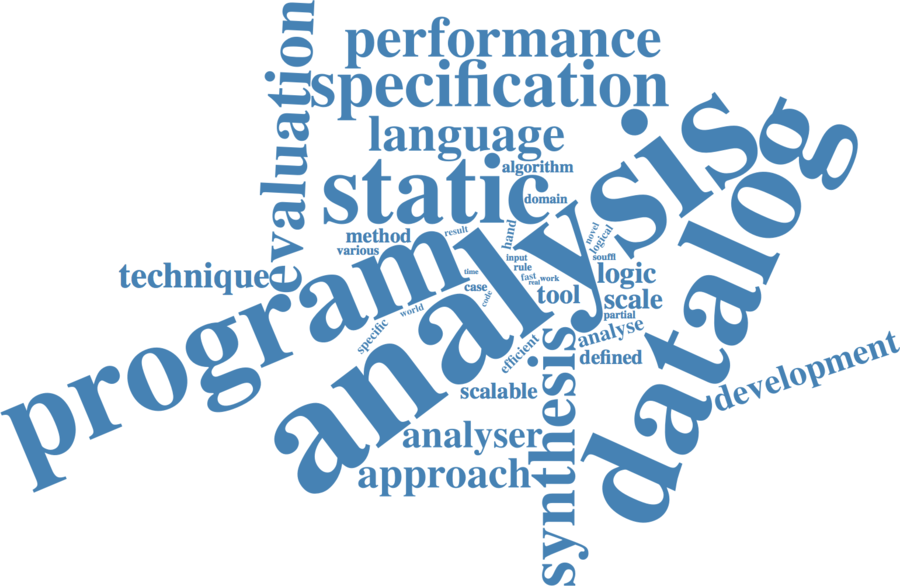 evaluation
performance
specification
language
algorithm
static
domain
analysis
datalog
method
result
various
hand
novel
logical
input
souffl
technique
program
rule
time
fast
work
real
logic
case
code
tool
scale
world
partial
specific
efficient
analyse
defined
synthesis
development
scalable
analyser
approach